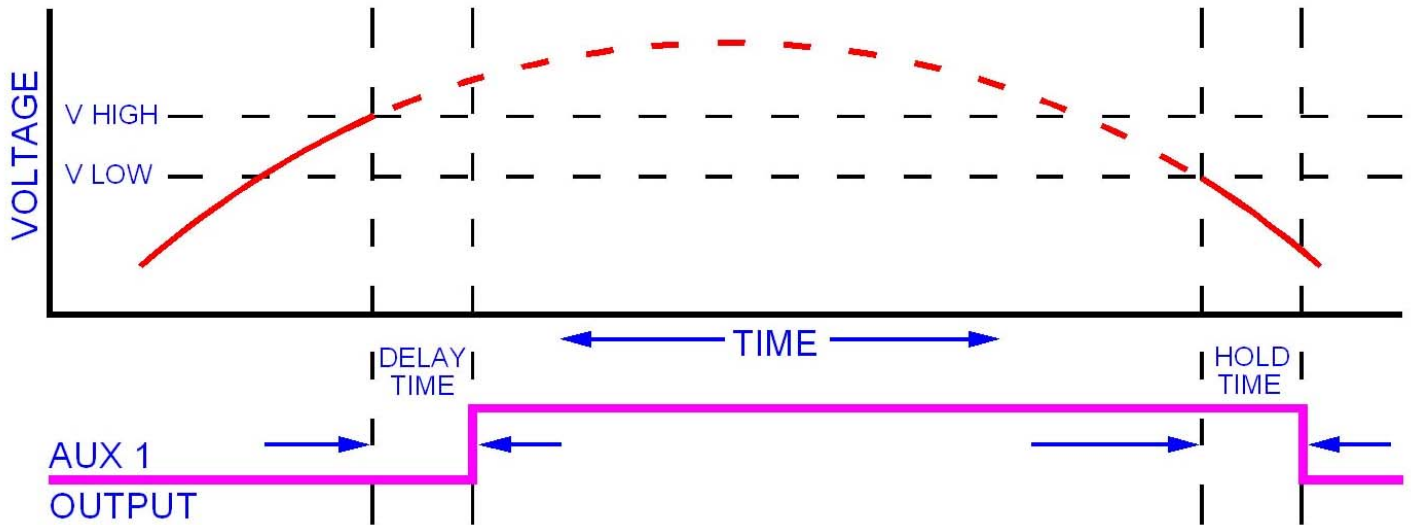 VOLTAGE
V HIGH
V LOW
TIME
DELAY
TIME
HOLD
TIME
AUX 1
OUTPUT